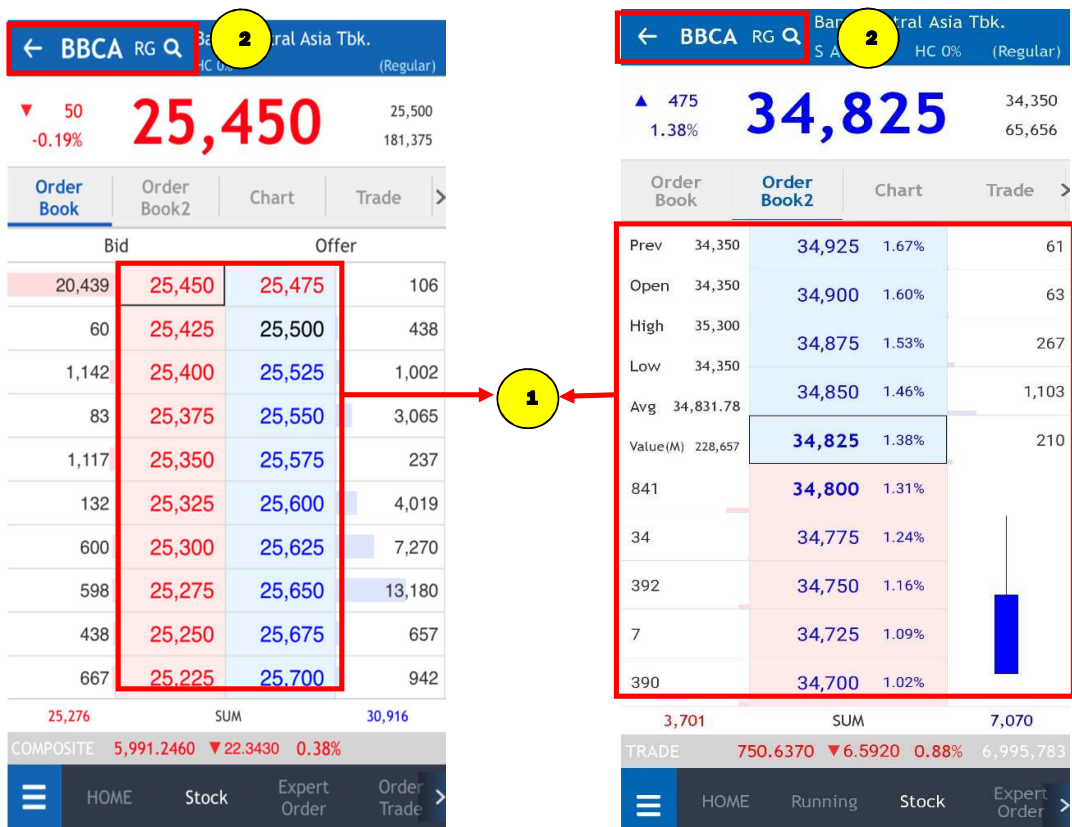 ← BBCA RG
2
tral Asia Tbk.
HC 0%
(Regular)
▼ 50
-0.19%
25,450
25,500
181,375
Order Book
Order Book2
Chart
Trade >
Bid Offer
20,439 25,450 25,475 106
60 25,425 25,500 438
1,142 25,400 25,525 1,002
83 25,375 25,550 3,065
1,117 25,350 25,575 237
132 25,325 25,600 4,019
600 25,300 25,625 7,270
598 25,275 25,650 13,180
438 25,250 25,675 657
667 25,225 25,700 942
25,276 SUM 30,916
COMPOSITE 5,991.2460 ▼22.3430 0.38%
HOME Stock Expert Order Order Trade >
1
← BBCA RG
2
tral Asia Tbk.
S A
HC 0% (Regular)
▲ 475
1.38%
34,825
34,350
65,656
Order Book
Order Book2
Chart
Trade >
Prev 34,350
Open 34,350
High 35,300
Low 34,350
Avg 34,831.78
Value(M) 228,657
34,925 1.67% 61
34,900 1.60% 63
34,875 1.53% 267
34,850 1.46% 1,103
34,825 1.38% 210
841 34,800 1.31%
34 34,775 1.24%
392 34,750 1.16%
7 34,725 1.09%
390 34,700 1.02%
3,701 SUM 7,070
TRADE 750.6370 ▼6.5920 0.88% 6,995,783
HOME Running Stock Expert Order >